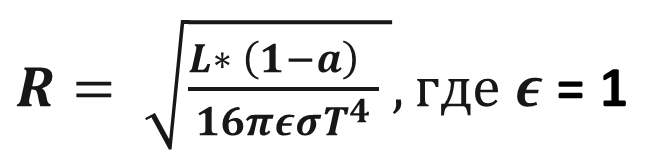 R = √(L* (1−a) / 16πϵσT⁴), где ϵ = 1